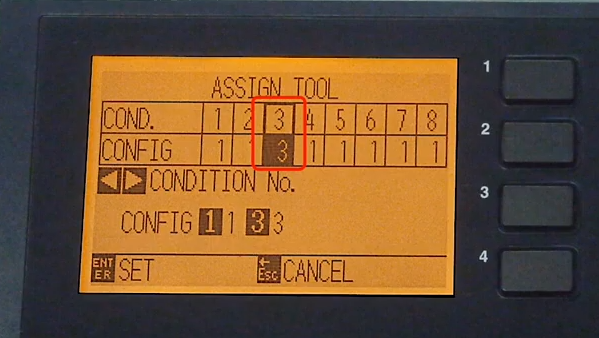 ASSIGN TOOL
COND. 1 2 3 4 5 6 7 8
CONFIG 1 1 3 1 1 1 1 1
CONDITION No.
CONFIG 1 1 3 3
ENTER SET ←ESC CANCEL
1
2
3
4